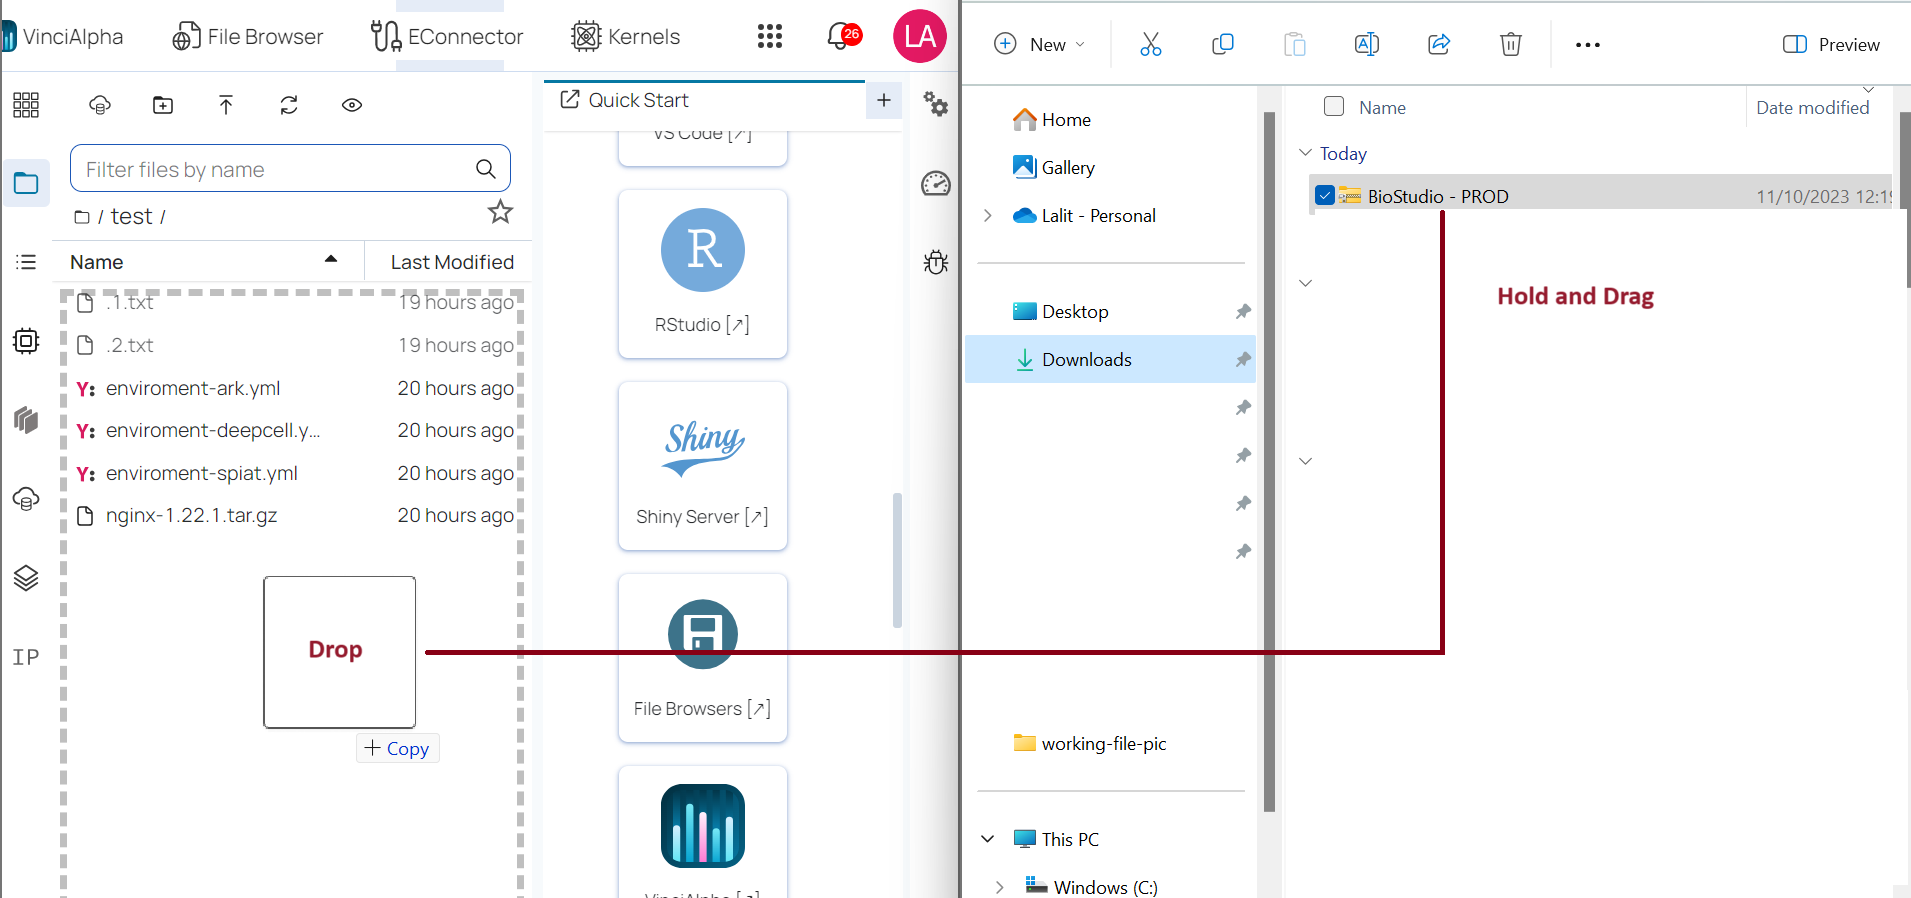 VinciAlpha
File Browser
EConnector
Kernels
26
LA
Quick Start
+
Filter files by name
/ test /
Name
Last Modified
.1.txt
19 hours ago
.2.txt
19 hours ago
Y: enviroment-ark.yml
20 hours ago
Y: enviroment-deepcell.y...
20 hours ago
Y: enviroment-spiat.yml
20 hours ago
nginx-1.22.1.tar.gz
20 hours ago
Drop
+ Copy
IP
VS Code [↗]
R
RStudio [↗]
Shiny
Shiny Server [↗]
File Browsers [↗]
VinciAlpha [↗]
New
Preview
Home
Gallery
Lalit - Personal
Desktop
Downloads
working-file-pic
This PC
Windows (C:)
Name
Date modified
Today
BioStudio - PROD
11/10/2023 12:15
Hold and Drag